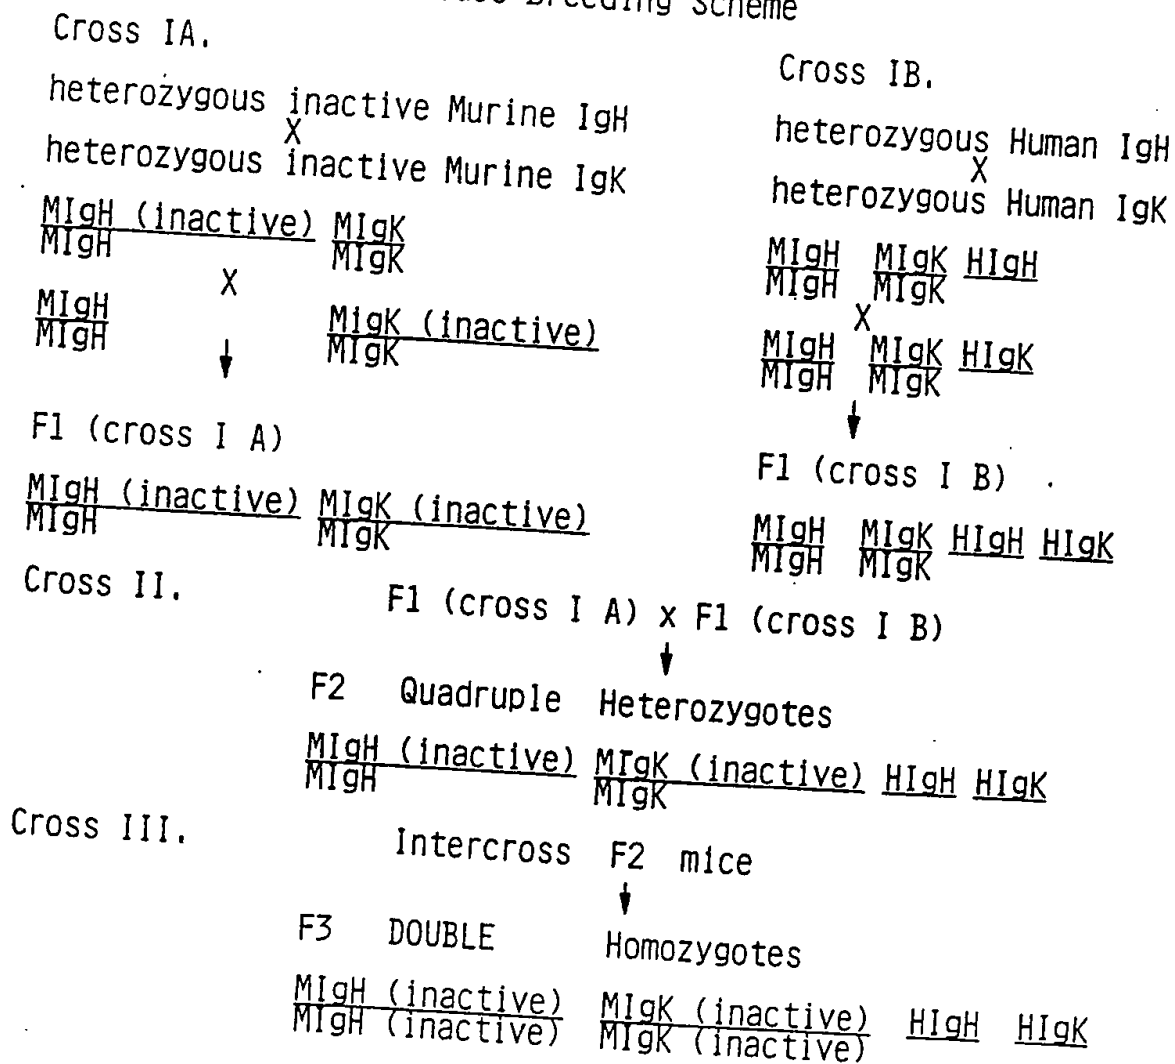 Breeding Scheme
Cross IA.
heterozygous inactive Murine IgH
X
heterozygous inactive Murine IgK
MIgH (inactive) MIgK
MIgH MIgK
X
MIgH MigK (inactive)
MIgH MIgK
F1 (cross I A)
MIgH (inactive) MIgK (inactive)
MIgH MIgK
Cross IB.
heterozygous Human IgH
X
heterozygous Human IgK
MIgH MIgK HIgH
MIgH MIgK
X
MIgH MIgK HIgK
MIgH MIgK
F1 (cross I B)
MIgH MIgK HIgH HIgK
MIgH MIgK
Cross II.
F1 (cross I A) x F1 (cross I B)
F2 Quadruple Heterozygotes
MIgH (inactive) MIgK (inactive) HIgH HIgK
MIgH MIgK
Cross III.
Intercross F2 mice
F3 DOUBLE Homozygotes
MIgH (inactive) MIgK (inactive) HIgH HIgK
MIgH (inactive) MIgK (inactive)